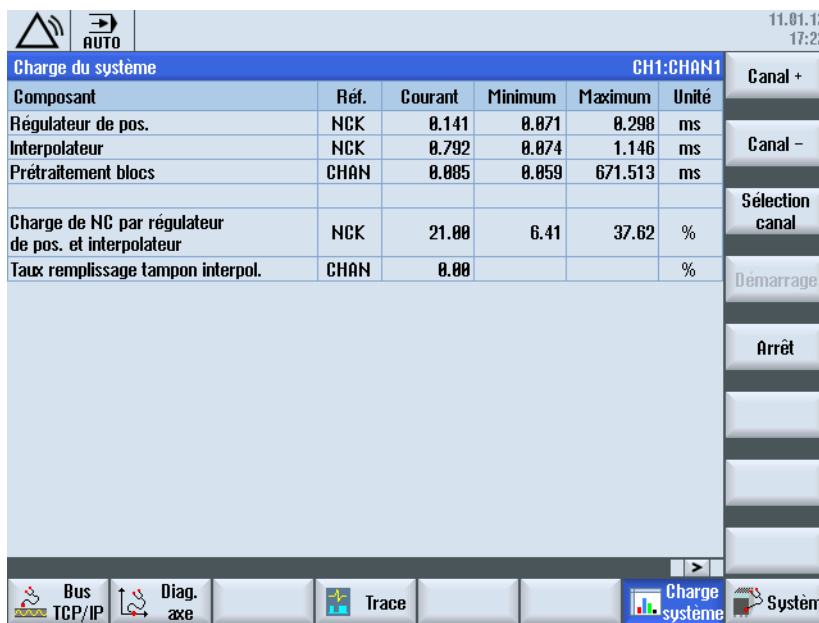 11.01.1
17:2
AUTO
Charge du système CH1:CHAN1
Composant Réf. Courant Minimum Maximum Unité
Régulateur de pos. NCK 0.141 0.071 0.298 ms
Interpolateur NCK 0.792 0.074 1.146 ms
Prétraitement blocs CHAN 0.085 0.059 671.513 ms
Charge de NC par régulateur
de pos. et interpolateur NCK 21.00 6.41 37.62 %
Taux remplissage tampon interpol. CHAN 0.00 %
Canal +
Canal -
Sélection
canal
Démarrage
Arrêt
>
Bus
TCP/IP
Diag.
axe
Trace
Charge
système
Systèm